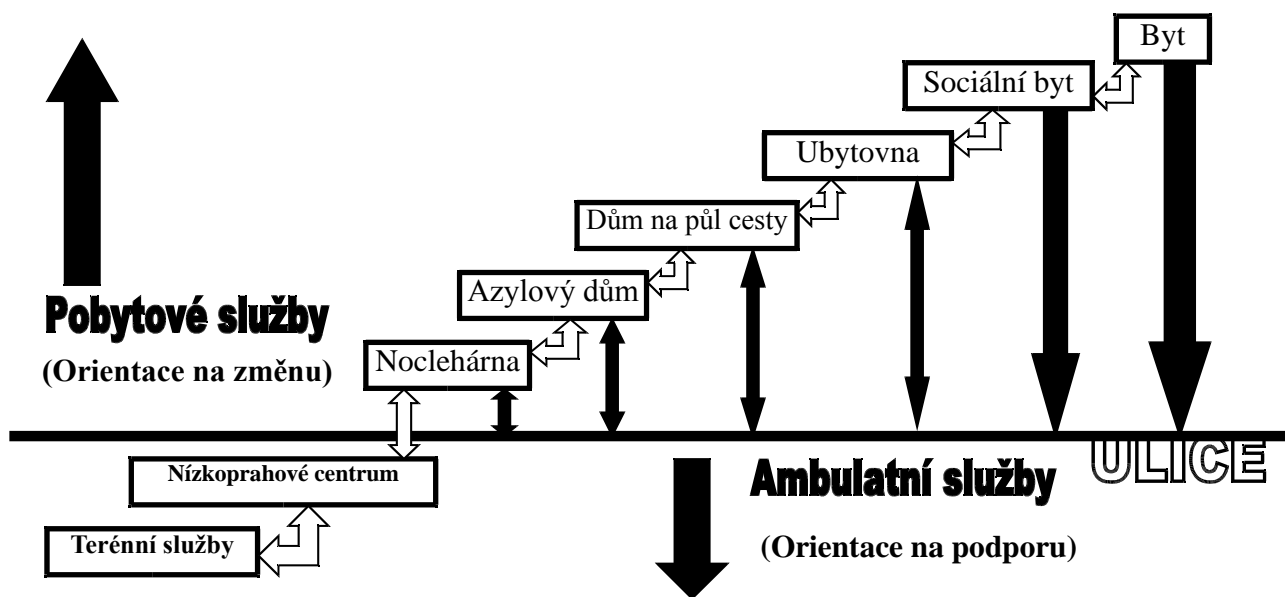 Byt
Sociální byt
Ubytovna
Dům na půl cesty
Azylový dům
Pobytové služby
(Orientace na změnu)
Noclehárna
ULICE
Nízkoprahové centrum
Ambulatní služby
Terénní služby
(Orientace na podporu)